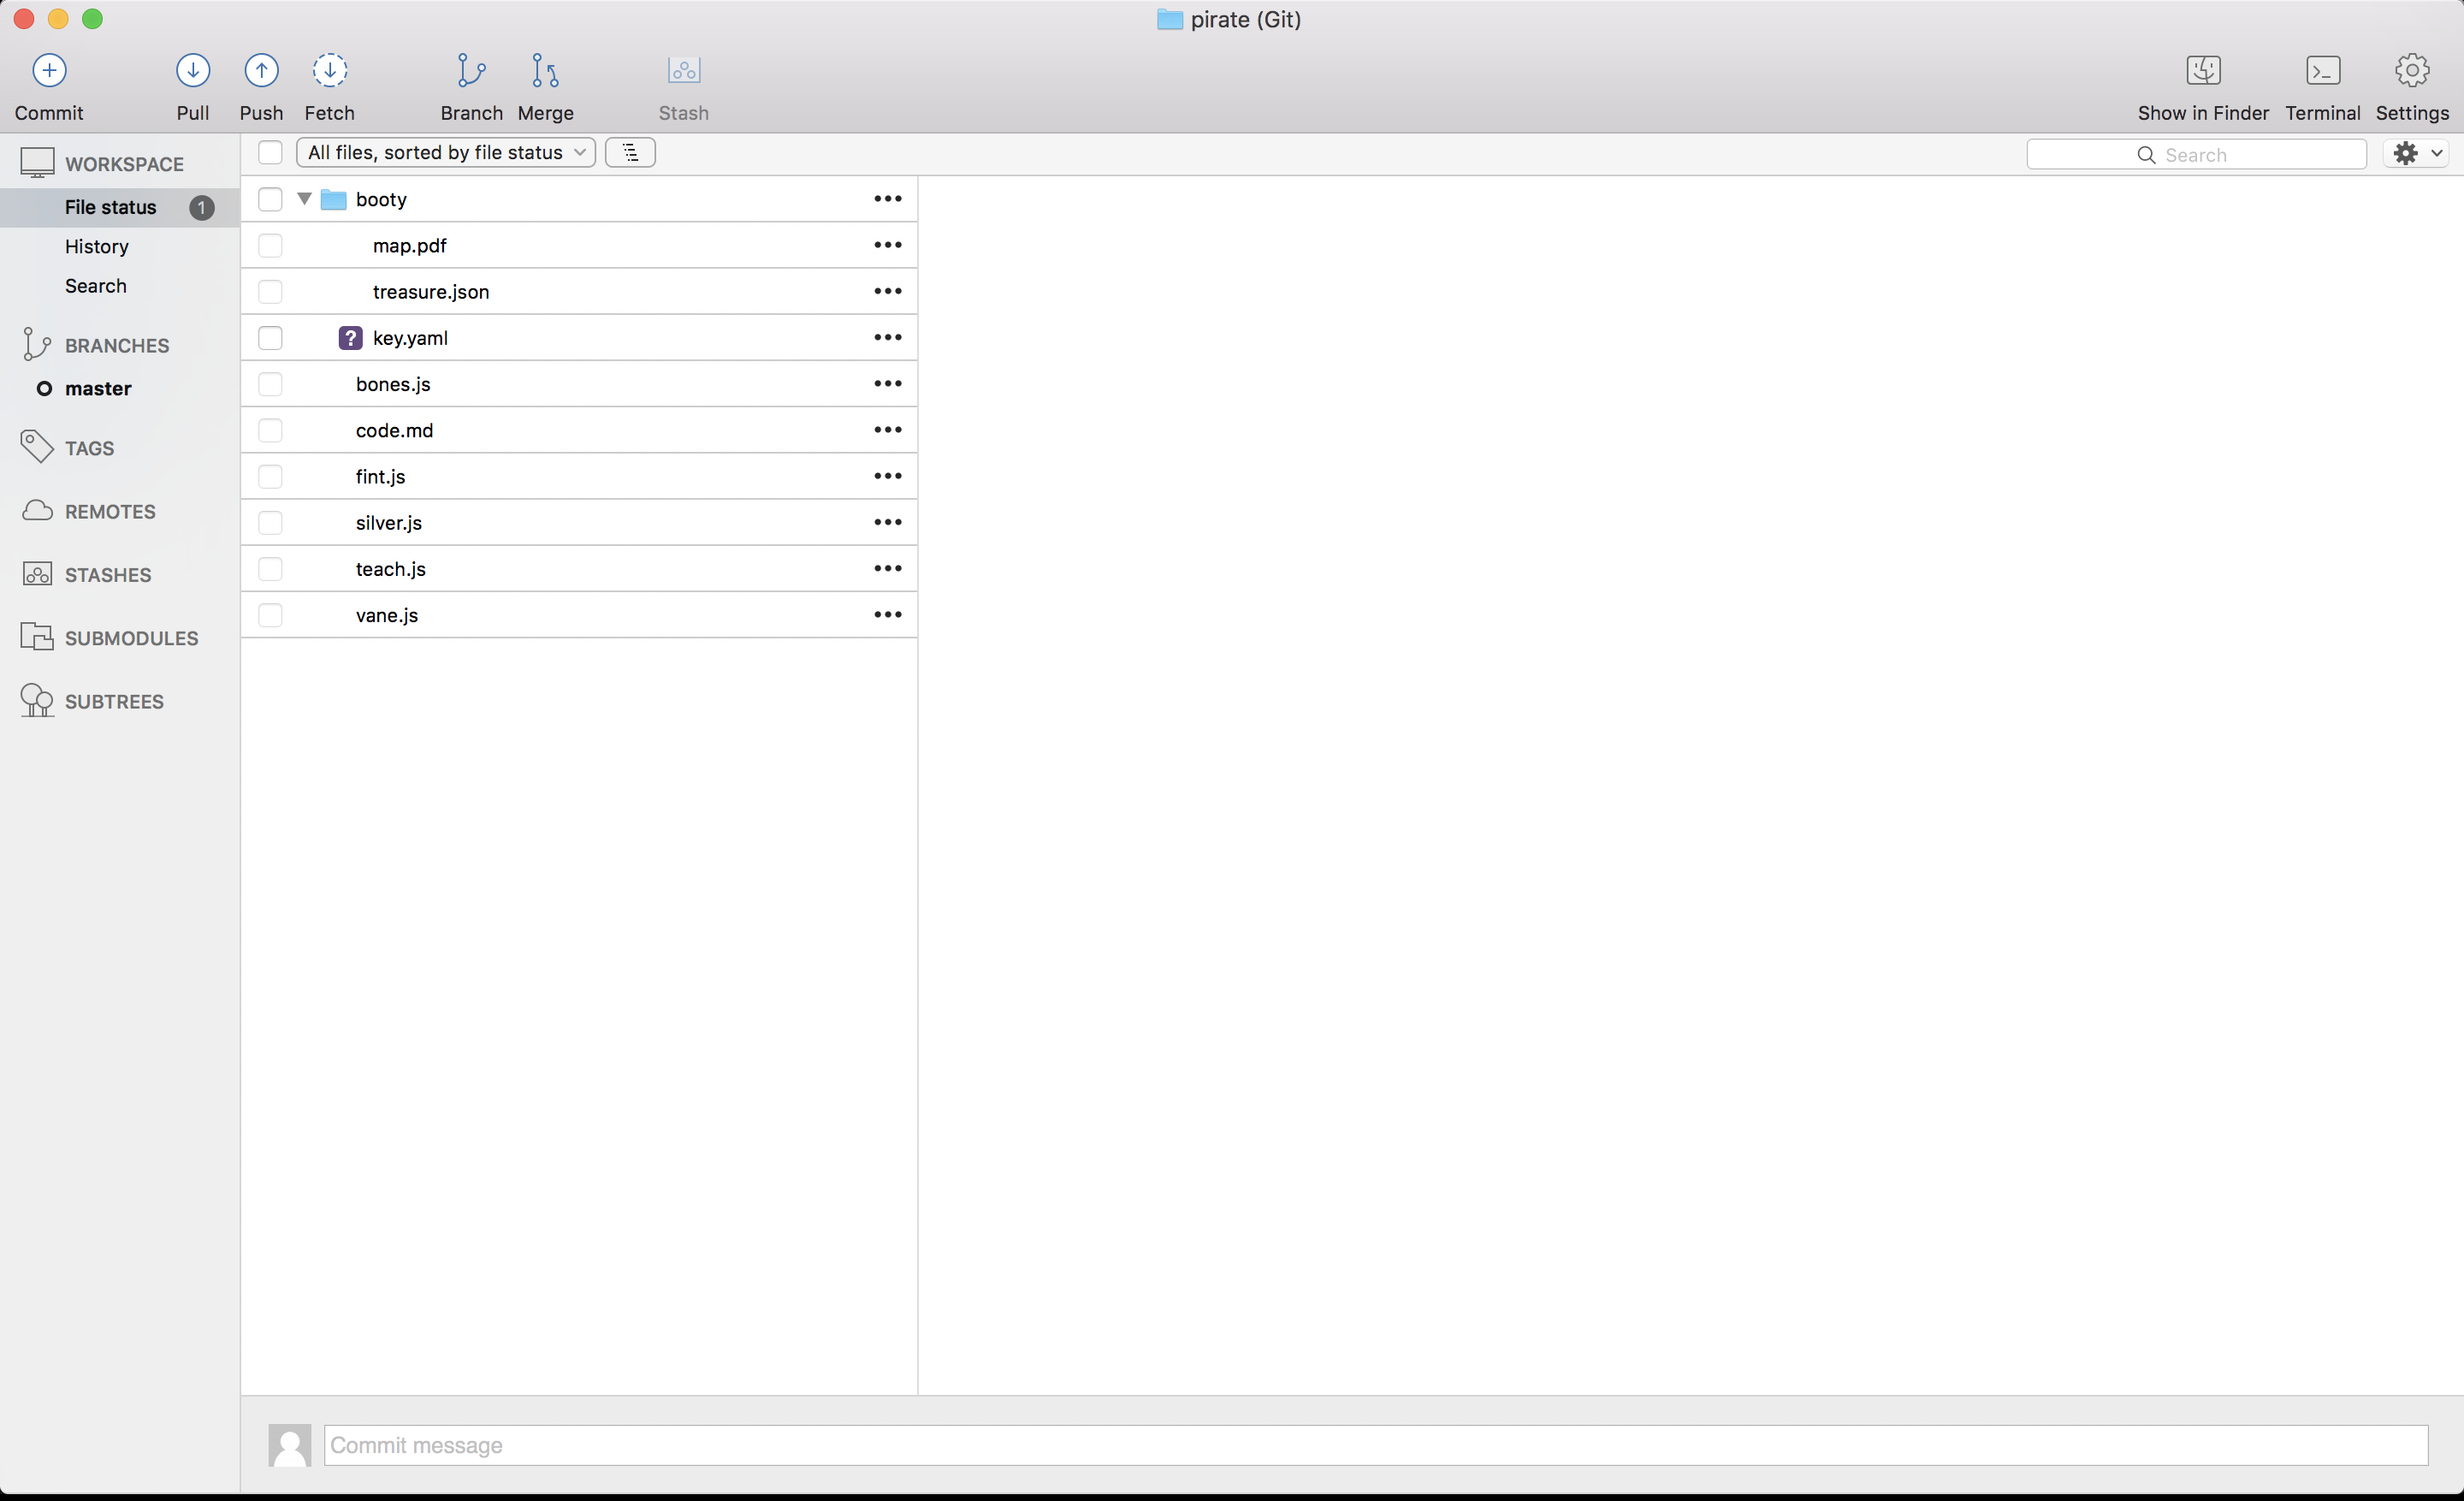 pirate (Git)
Commit Pull Push Fetch Branch Merge Stash Show in Finder Terminal Settings
WORKSPACE
File status 1
History
Search
BRANCHES
master
TAGS
REMOTES
STASHES
SUBMODULES
SUBTREES
All files, sorted by file status
Search
booty
map.pdf
treasure.json
? key.yaml
bones.js
code.md
fint.js
silver.js
teach.js
vane.js
Commit message